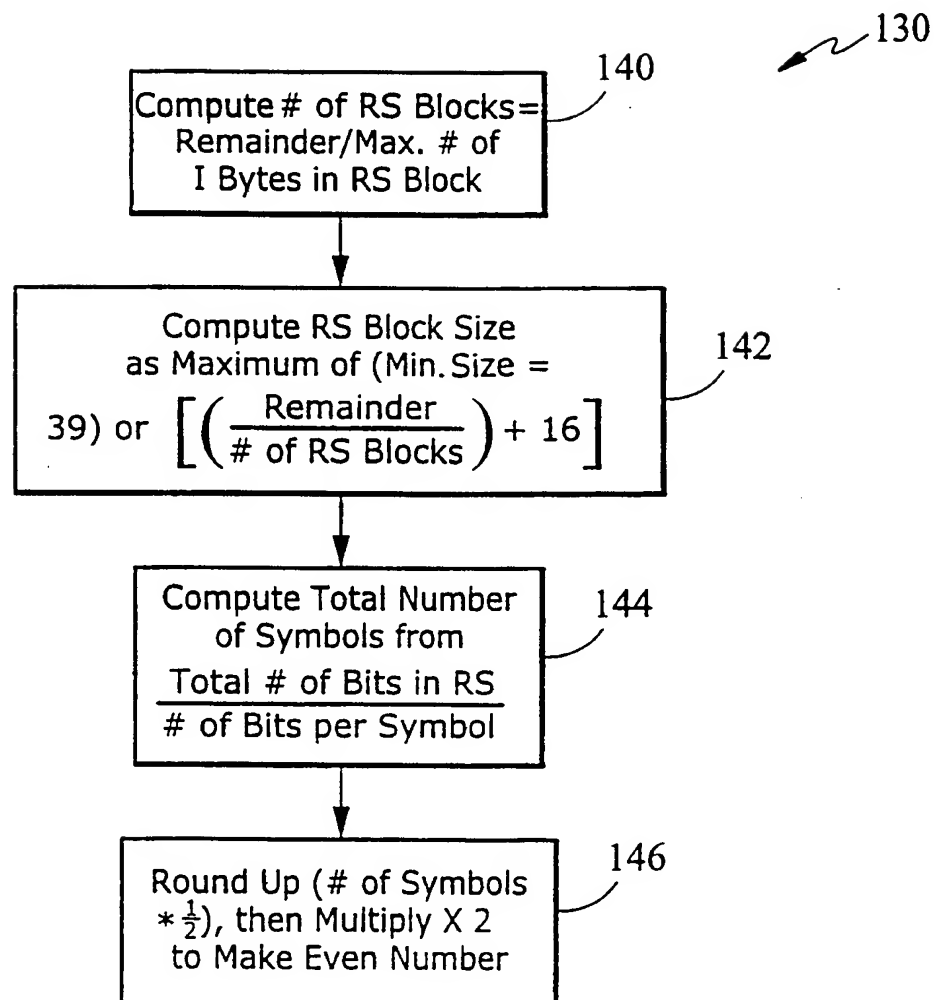 130
140
Compute # of RS Blocks=
Remainder/Max. # of
I Bytes in RS Block
142
Compute RS Block Size
as Maximum of (Min. Size =
39) or [(Remainder
# of RS Blocks) + 16]
144
Compute Total Number
of Symbols from
Total # of Bits in RS
# of Bits per Symbol
146
Round Up (# of Symbols
* 1/2), then Multiply X 2
to Make Even Number